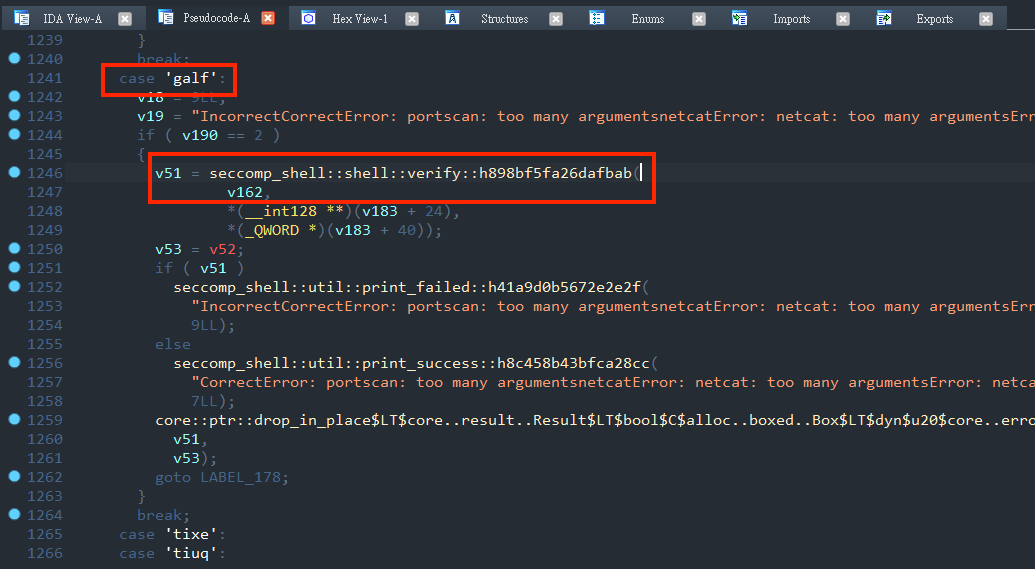 IDA View-A Pseudocode-A Hex View-1 Structures Enums Imports Exports
1239 }
1240 break;
1241 case 'galf':
1242 v18 = 9LL;
1243 v19 = "IncorrectCorrectError: portscan: too many argumentsnetcatError: netcat: too many argumentsErr
1244 if ( v190 == 2 )
1245 {
1246 v51 = seccomp_shell::shell::verify::h898bf5fa26dafbab(
1247 v162,
1248 *(__int128 **)(v183 + 24),
1249 *(_QWORD *)(v183 + 40));
1250 v53 = v52;
1251 if ( v51 )
1252 seccomp_shell::util::print_failed::h41a9d0b5672e2e2f(
1253 "IncorrectCorrectError: portscan: too many argumentsnetcatError: netcat: too many argumentsErr
1254 9LL);
1255 else
1256 seccomp_shell::util::print_success::h8c458b43bfca28cc(
1257 "CorrectError: portscan: too many argumentsnetcatError: netcat: too many argumentsError: netca
1258 7LL);
1259 core::ptr::drop_in_place$LT$core..result..Result$LT$bool$C$alloc..boxed..Box$LT$dyn$u20$core..erro
1260 v51,
1261 v53);
1262 goto LABEL_178;
1263 }
1264 break;
1265 case 'tixe':
1266 case 'tiuq':